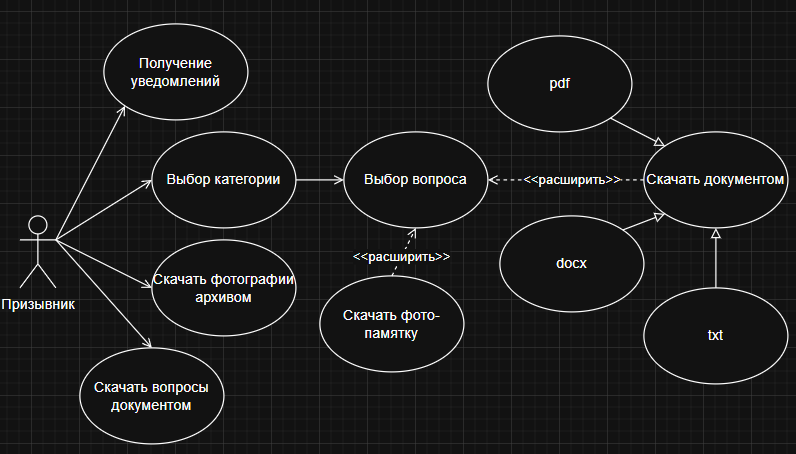 Получение
уведомлений
pdf
Выбор категории
Выбор вопроса
<<расширить>>
Скачать документом
<<расширить>>
docx
Скачать фотографии
архивом
Призывник
Скачать фото-
памятку
txt
Скачать вопросы
документом